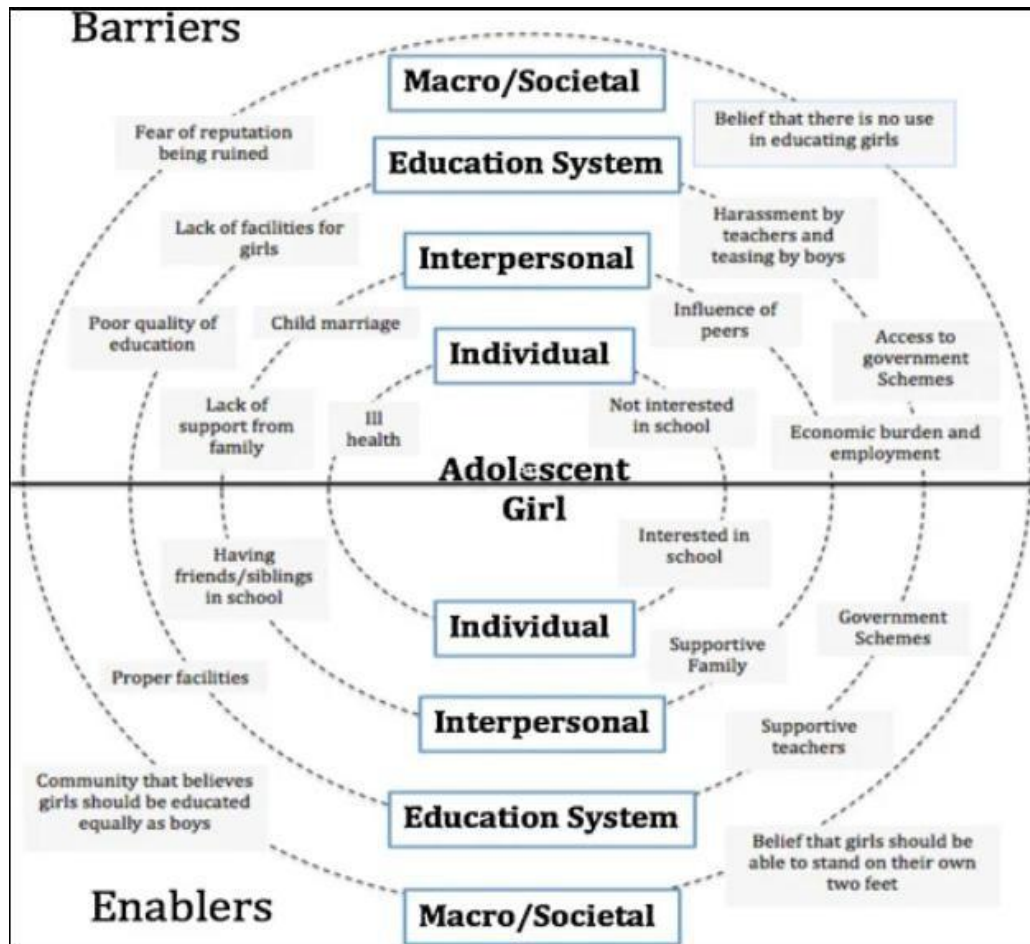 Barriers
Macro/Societal
Fear of reputation
being ruined
Belief that there is no use
in educating girls
Education System
Lack of facilities for
girls
Harassment by
teachers and
teasing by boys
Interpersonal
Poor quality of
education
Child marriage
Influence of
peers
Individual
Access to
government
Schemes
Lack of
support from
family
Ill
health
Not interested
in school
Economic burden and
employment
Adolescent
Girl
Having
friends/siblings
in school
Interested in
school
Individual
Government
Schemes
Supportive
Family
Proper facilities
Interpersonal
Supportive
teachers
Community that believes
girls should be educated
equally as boys
Education System
Belief that girls should be
able to stand on their own
two feet
Enablers
Macro/Societal